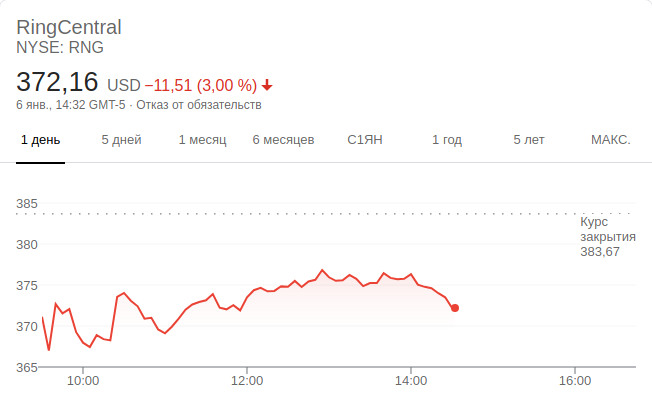 RingCentral
NYSE: RNG
372,16 USD −11,51 (3,00 %)
6 янв., 14:32 GMT-5 · Отказ от обязательств
1 день 5 дней 1 месяц 6 месяцев С1ЯН 1 год 5 лет МАКС.
385
Курс
закрытия
383,67
380
375
370
365
10:00 12:00 14:00 16:00